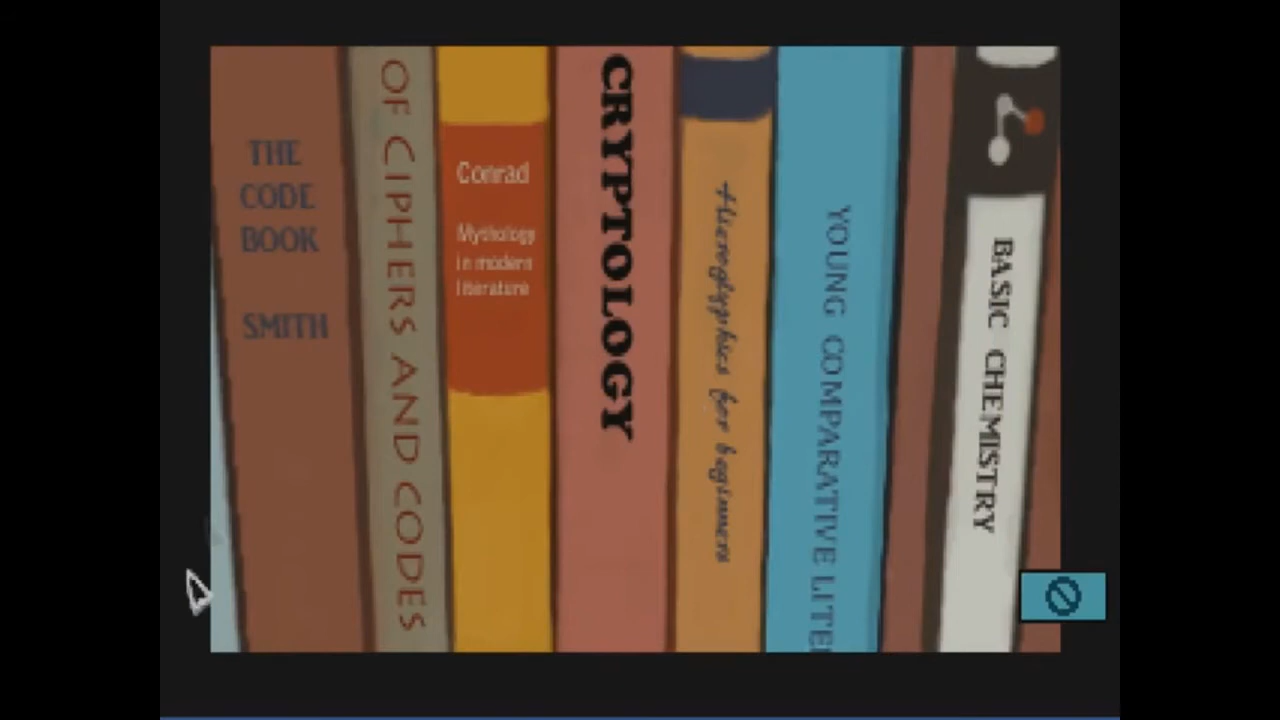 THE
CODE
BOOK
SMITH
OF CIPHERS AND CODES
Conrad
Mythology
in modern
literature
CRYPTOLOGY
Hieroglyphics for beginners
YOUNG COMPARATIVE LITE
BASIC CHEMISTRY